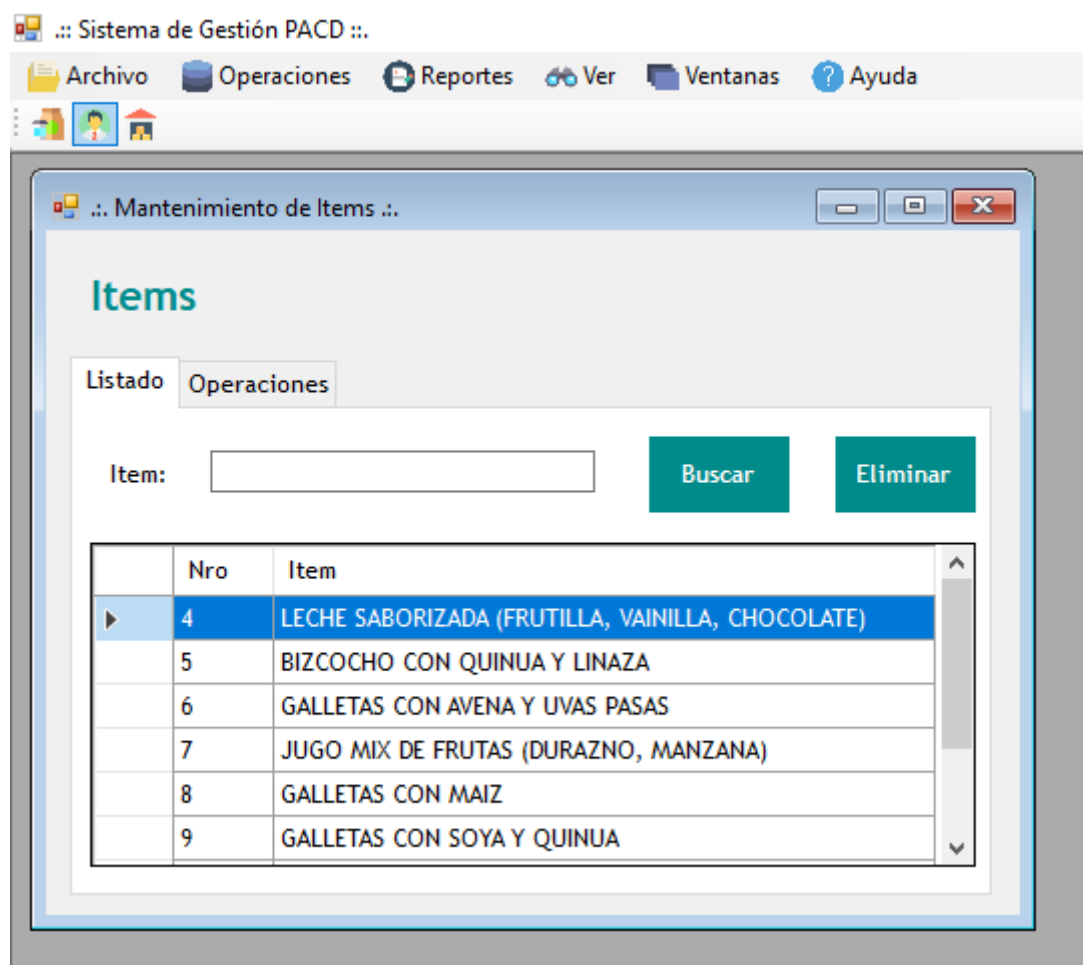 .:: Sistema de Gestión PACD ::.
Archivo Operaciones Reportes Ver Ventanas Ayuda
.:. Mantenimiento de Items .:.
Items
Listado Operaciones
Item: Buscar Eliminar
Nro Item
4 LECHE SABORIZADA (FRUTILLA, VAINILLA, CHOCOLATE)
5 BIZCOCHO CON QUINUA Y LINAZA
6 GALLETAS CON AVENA Y UVAS PASAS
7 JUGO MIX DE FRUTAS (DURAZNO, MANZANA)
8 GALLETAS CON MAIZ
9 GALLETAS CON SOYA Y QUINUA